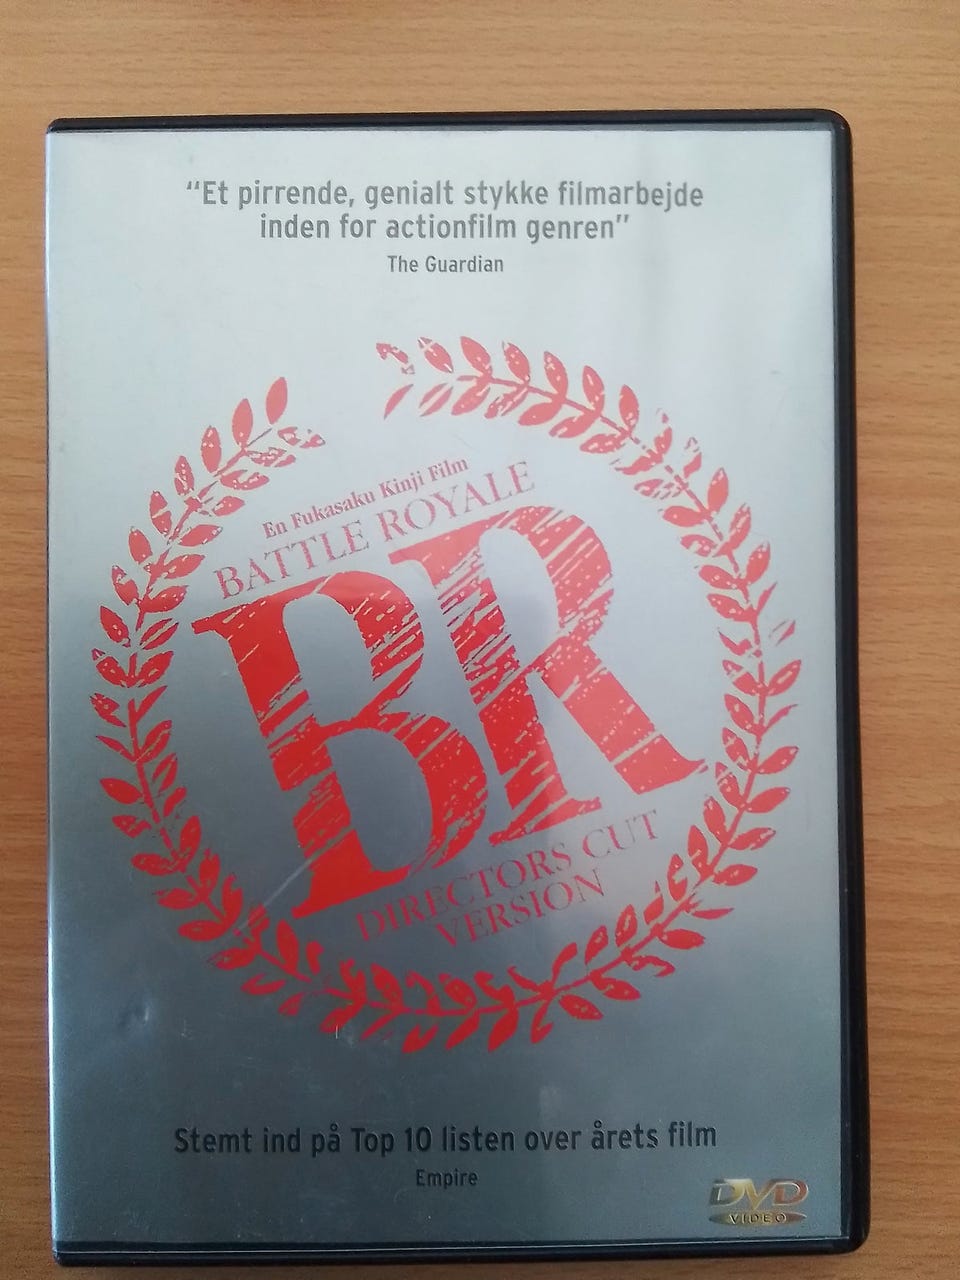 “Et pirrende, genialt stykke filmarbejde
inden for actionfilm genren”
The Guardian
En Fukasaku Kinji Film
BATTLE ROYALE
BR
DIRECTORS CUT
VERSION
Stemt ind på Top 10 listen over årets film
Empire
DVD
VIDEO